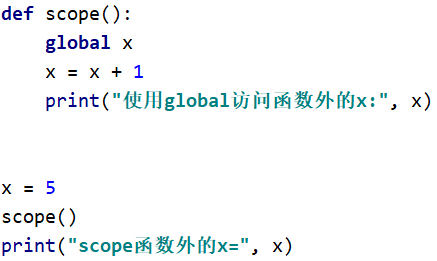 def scope():
    global x
    x = x + 1
    print("使用global访问函数外的x:", x)
x = 5
scope()
print("scope函数外的x=", x)